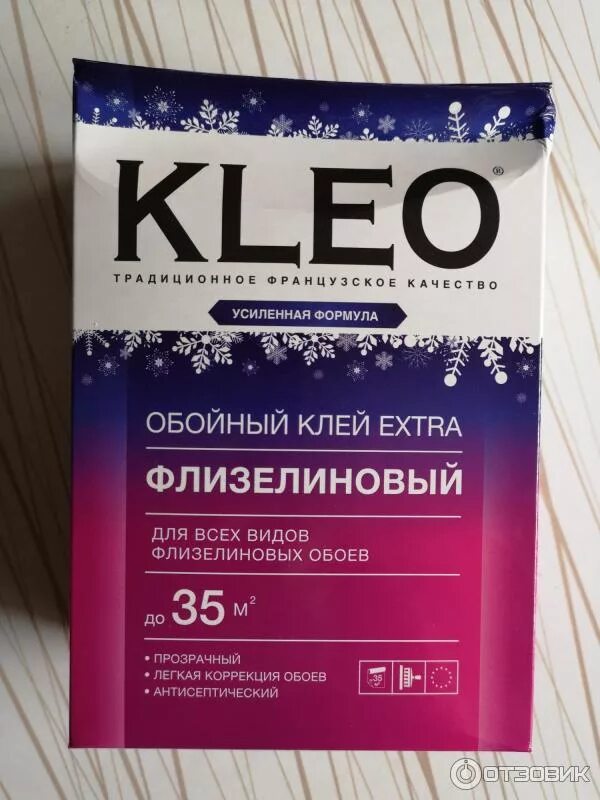 KLEO®
ТРАДИЦИОННОЕ ФРАНЦУЗСКОЕ КАЧЕСТВО
УСИЛЕННАЯ ФОРМУЛА
ОБОЙНЫЙ КЛЕЙ EXTRA
ФЛИЗЕЛИНОВЫЙ
ДЛЯ ВСЕХ ВИДОВ
ФЛИЗЕЛИНОВЫХ ОБОЕВ
до 35 м²
• ПРОЗРАЧНЫЙ
• ЛЕГКАЯ КОРРЕКЦИЯ ОБОЕВ
• АНТИСЕПТИЧЕСКИЙ
35
ОТЗОВИК